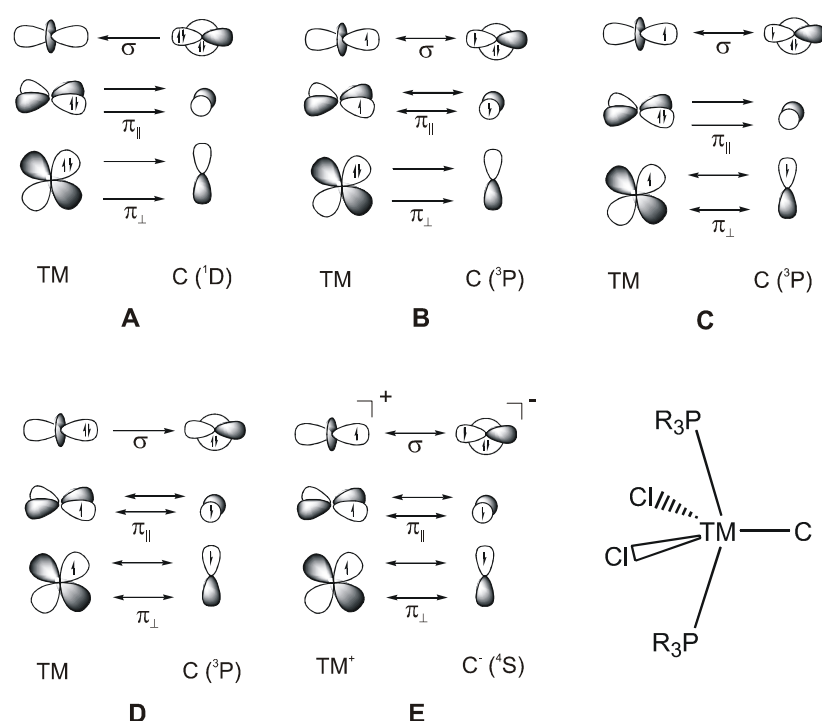 σ
π∥
π⊥
TM C (¹D)
A
σ
π∥
π⊥
TM C (³P)
B
σ
π∥
π⊥
TM C (³P)
C
σ
π∥
π⊥
TM C (³P)
D
+ -
σ
π∥
π⊥
TM⁺ C⁻ (⁴S)
E
R₃P
Cl
TM C
Cl
R₃P